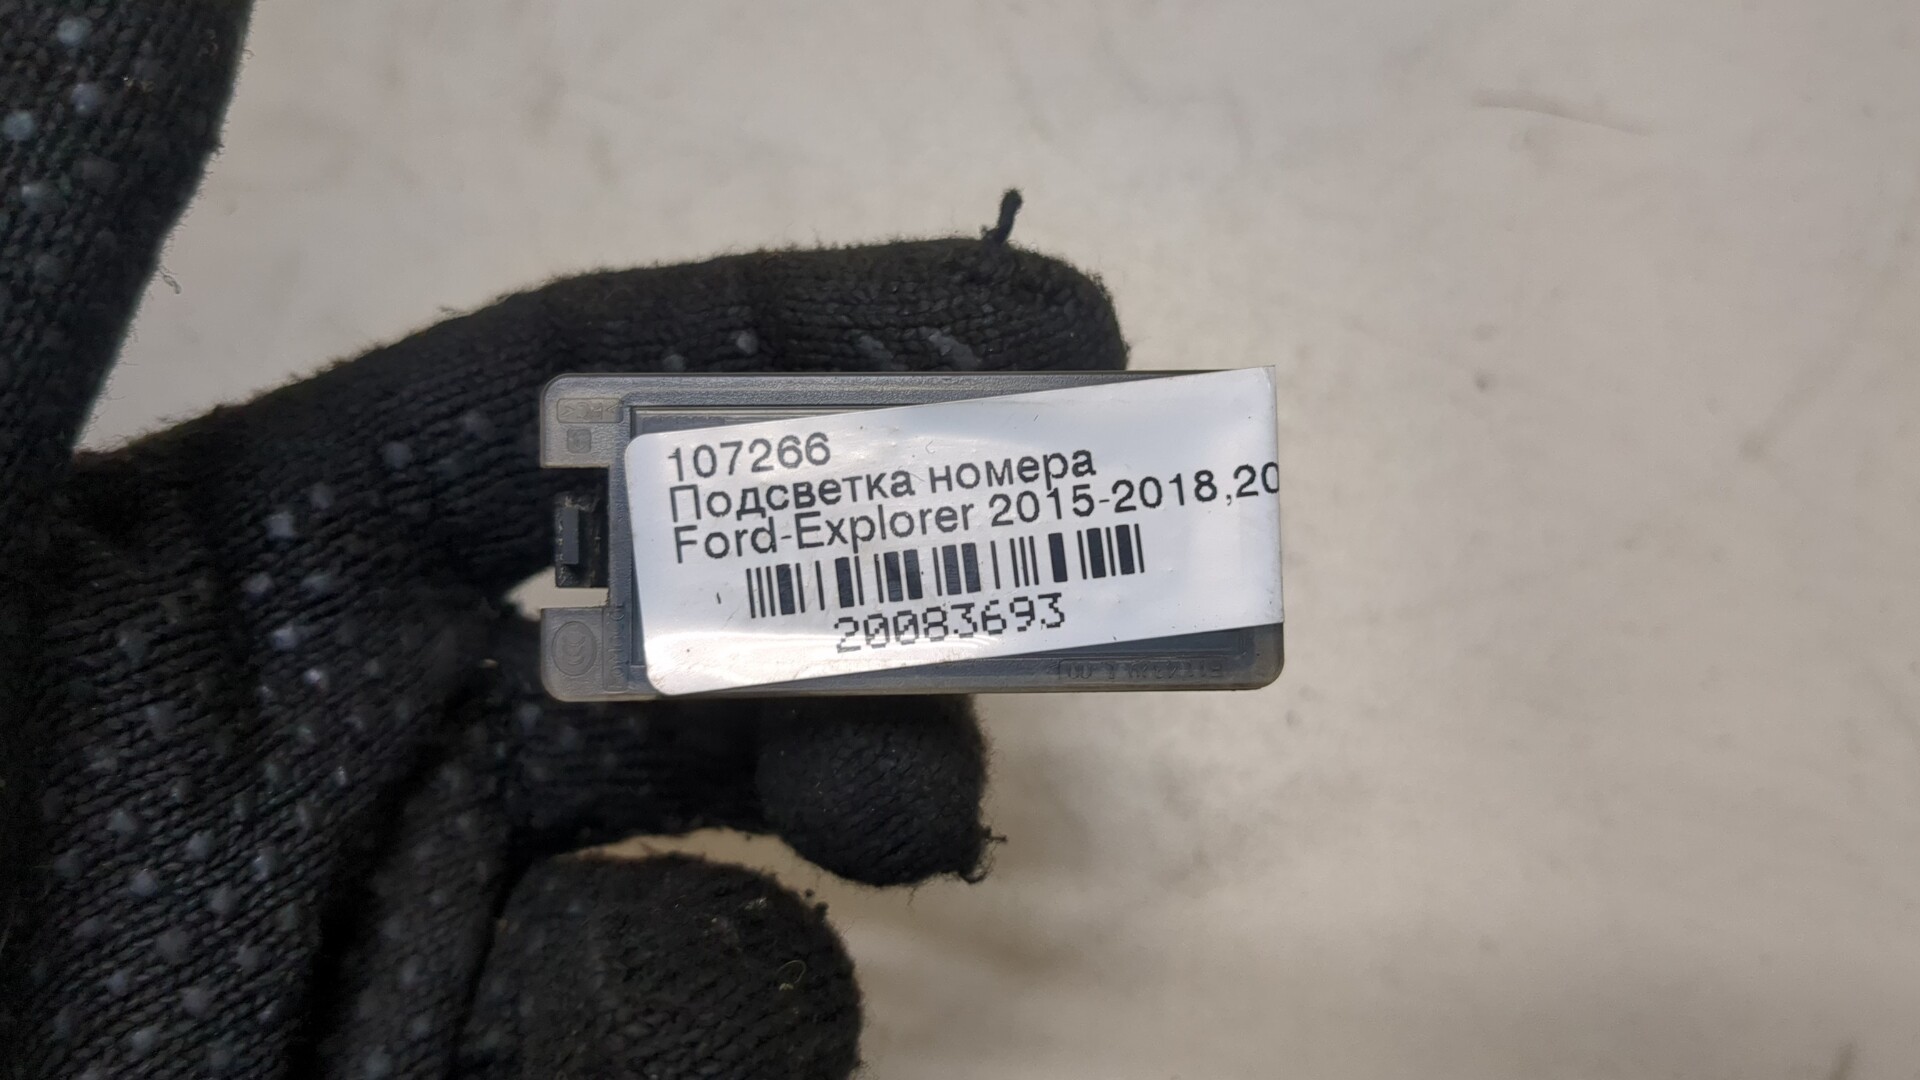 107266
Подсветка номера
Ford-Explorer 2015-2018,20
20083693